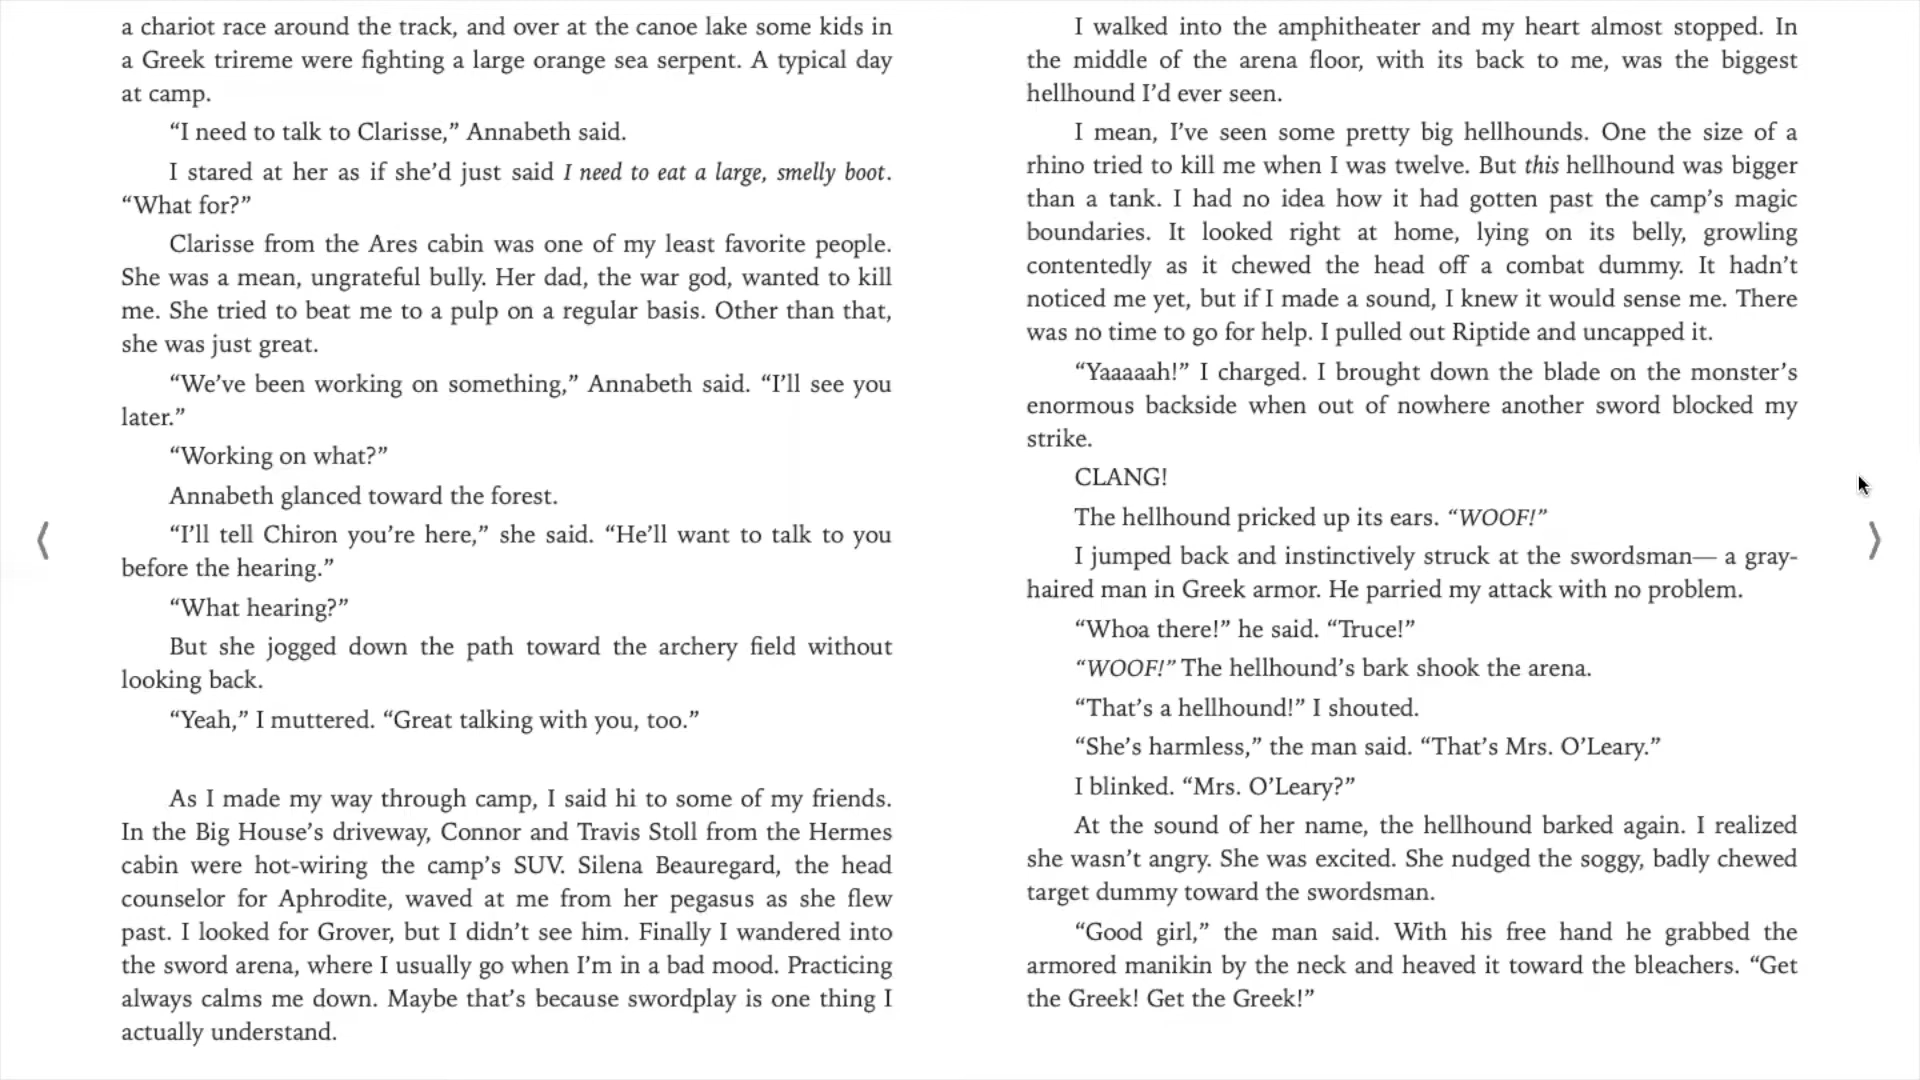 a chariot race around the track, and over at the canoe lake some kids in
a Greek trireme were fighting a large orange sea serpent. A typical day
at camp.
“I need to talk to Clarisse,” Annabeth said.
I stared at her as if she’d just said I need to eat a large, smelly boot.
“What for?”
Clarisse from the Ares cabin was one of my least favorite people.
She was a mean, ungrateful bully. Her dad, the war god, wanted to kill
me. She tried to beat me to a pulp on a regular basis. Other than that,
she was just great.
“We’ve been working on something,” Annabeth said. “I’ll see you
later.”
“Working on what?”
Annabeth glanced toward the forest.
“I’ll tell Chiron you’re here,” she said. “He’ll want to talk to you
before the hearing.”
“What hearing?”
But she jogged down the path toward the archery field without
looking back.
“Yeah,” I muttered. “Great talking with you, too.”
As I made my way through camp, I said hi to some of my friends.
In the Big House’s driveway, Connor and Travis Stoll from the Hermes
cabin were hot-wiring the camp’s SUV. Silena Beauregard, the head
counselor for Aphrodite, waved at me from her pegasus as she flew
past. I looked for Grover, but I didn’t see him. Finally I wandered into
the sword arena, where I usually go when I’m in a bad mood. Practicing
always calms me down. Maybe that’s because swordplay is one thing I
actually understand.
I walked into the amphitheater and my heart almost stopped. In
the middle of the arena floor, with its back to me, was the biggest
hellhound I’d ever seen.
I mean, I’ve seen some pretty big hellhounds. One the size of a
rhino tried to kill me when I was twelve. But this hellhound was bigger
than a tank. I had no idea how it had gotten past the camp’s magic
boundaries. It looked right at home, lying on its belly, growling
contentedly as it chewed the head off a combat dummy. It hadn’t
noticed me yet, but if I made a sound, I knew it would sense me. There
was no time to go for help. I pulled out Riptide and uncapped it.
“Yaaaaah!” I charged. I brought down the blade on the monster’s
enormous backside when out of nowhere another sword blocked my
strike.
CLANG!
The hellhound pricked up its ears. “WOOF!”
I jumped back and instinctively struck at the swordsman— a gray-
haired man in Greek armor. He parried my attack with no problem.
“Whoa there!” he said. “Truce!”
“WOOF!” The hellhound’s bark shook the arena.
“That’s a hellhound!” I shouted.
“She’s harmless,” the man said. “That’s Mrs. O’Leary.”
I blinked. “Mrs. O’Leary?”
At the sound of her name, the hellhound barked again. I realized
she wasn’t angry. She was excited. She nudged the soggy, badly chewed
target dummy toward the swordsman.
“Good girl,” the man said. With his free hand he grabbed the
armored manikin by the neck and heaved it toward the bleachers. “Get
the Greek! Get the Greek!”